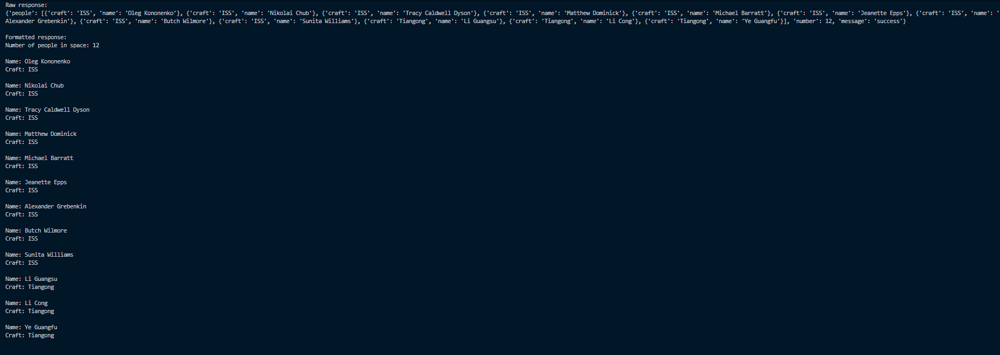 Raw response:
{'people': [{'craft': 'ISS', 'name': 'Oleg Kononenko'}, {'craft': 'ISS', 'name': 'Nikolai Chub'}, {'craft': 'ISS', 'name': 'Tracy Caldwell Dyson'}, {'craft': 'ISS', 'name': 'Matthew Dominick'}, {'craft': 'ISS', 'name': 'Michael Barratt'}, {'craft': 'ISS', 'name': 'Jeanette Epps'}, {'craft': 'ISS', 'name': '
Alexander Grebenkin'}, {'craft': 'ISS', 'name': 'Butch Wilmore'}, {'craft': 'ISS', 'name': 'Sunita Williams'}, {'craft': 'Tiangong', 'name': 'Li Guangsu'}, {'craft': 'Tiangong', 'name': 'Li Cong'}, {'craft': 'Tiangong', 'name': 'Ye Guangfu'}], 'number': 12, 'message': 'success'}
Formatted response:
Number of people in space: 12
Name: Oleg Kononenko
Craft: ISS
Name: Nikolai Chub
Craft: ISS
Name: Tracy Caldwell Dyson
Craft: ISS
Name: Matthew Dominick
Craft: ISS
Name: Michael Barratt
Craft: ISS
Name: Jeanette Epps
Craft: ISS
Name: Alexander Grebenkin
Craft: ISS
Name: Butch Wilmore
Craft: ISS
Name: Sunita Williams
Craft: ISS
Name: Li Guangsu
Craft: Tiangong
Name: Li Cong
Craft: Tiangong
Name: Ye Guangfu
Craft: Tiangong